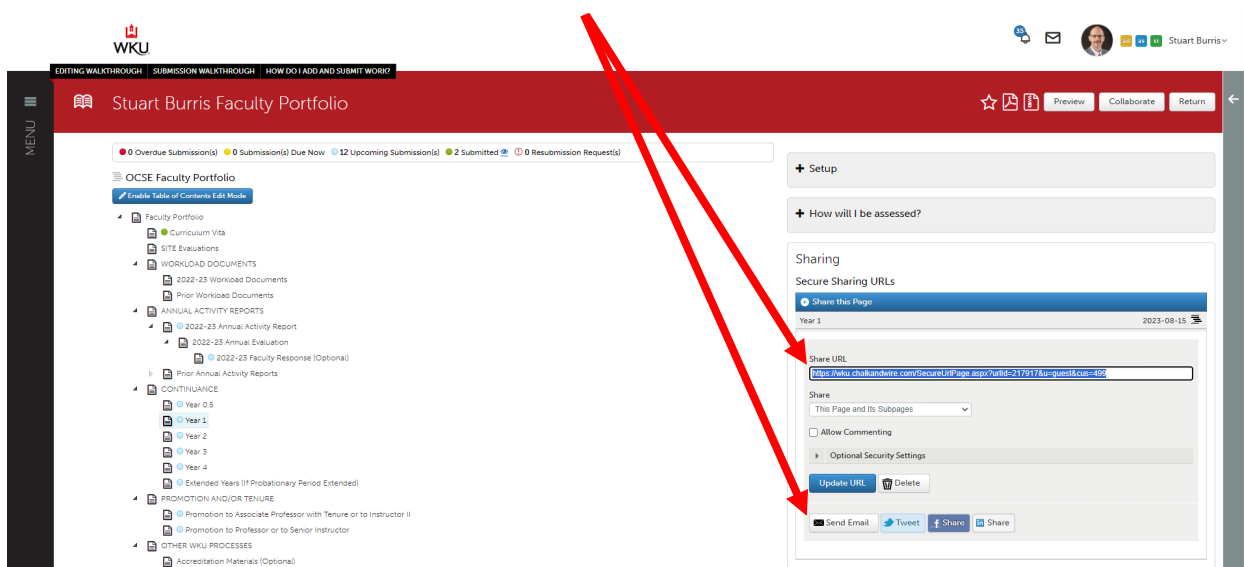 WKU
35
ad as st Stuart Burris
EDITING WALKTHROUGH SUBMISSION WALKTHROUGH HOW DO I ADD AND SUBMIT WORK?
MENU
Stuart Burris Faculty Portfolio
Preview Collaborate Return
0 Overdue Submission(s) 0 Submission(s) Due Now 12 Upcoming Submission(s) 2 Submitted 0 Resubmission Request(s)
OCSE Faculty Portfolio
Enable Table of Contents Edit Mode
Faculty Portfolio
Curriculum Vita
SITE Evaluations
WORKLOAD DOCUMENTS
2022-23 Workload Documents
Prior Workload Documents
ANNUAL ACTIVITY REPORTS
2022-23 Annual Activity Report
2022-23 Annual Evaluation
2022-23 Faculty Response (Optional)
Prior Annual Activity Reports
CONTINUANCE
Year 0.5
Year 1
Year 2
Year 3
Year 4
Extended Years (If Probationary Period Extended)
PROMOTION AND/OR TENURE
Promotion to Associate Professor with Tenure or to Instructor II
Promotion to Professor or to Senior Instructor
OTHER WKU PROCESSES
Accreditation Materials (Optional)
Setup
How will I be assessed?
Sharing
Secure Sharing URLs
Share this Page
Year 1 2023-08-15
Share URL
https://wku.chalkandwire.com/SecureUrlPage.aspx?urlId=217917&u=guest&cus=499
Share
This Page and Its Subpages
Allow Commenting
Optional Security Settings
Update URL Delete
Send Email Tweet f Share in Share